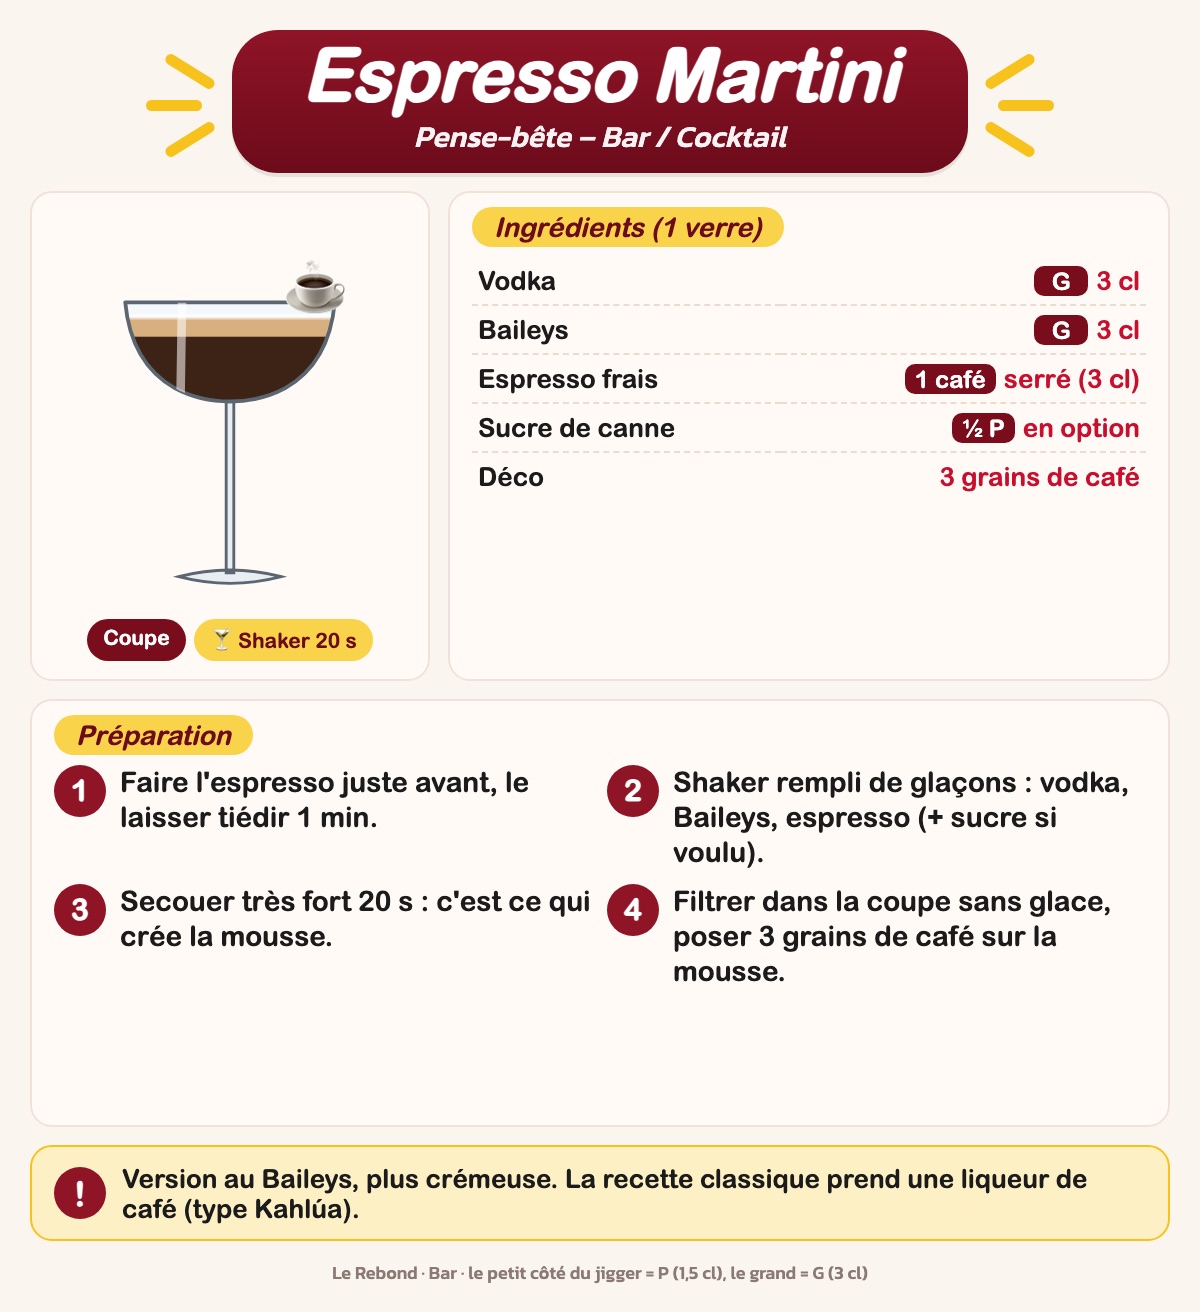 Espresso Martini
Pense-bête – Bar / Cocktail
Coupe
Shaker 20 s
Ingrédients (1 verre)
Vodka G 3 cl
Baileys G 3 cl
Espresso frais 1 café serré (3 cl)
Sucre de canne ½ P en option
Déco 3 grains de café
Préparation
1 Faire l'espresso juste avant, le
laisser tiédir 1 min.
2 Shaker rempli de glaçons : vodka,
Baileys, espresso (+ sucre si
voulu).
3 Secouer très fort 20 s : c'est ce qui
crée la mousse.
4 Filtrer dans la coupe sans glace,
poser 3 grains de café sur la
mousse.
! Version au Baileys, plus crémeuse. La recette classique prend une liqueur de
café (type Kahlúa).
Le Rebond · Bar · le petit côté du jigger = P (1,5 cl), le grand = G (3 cl)